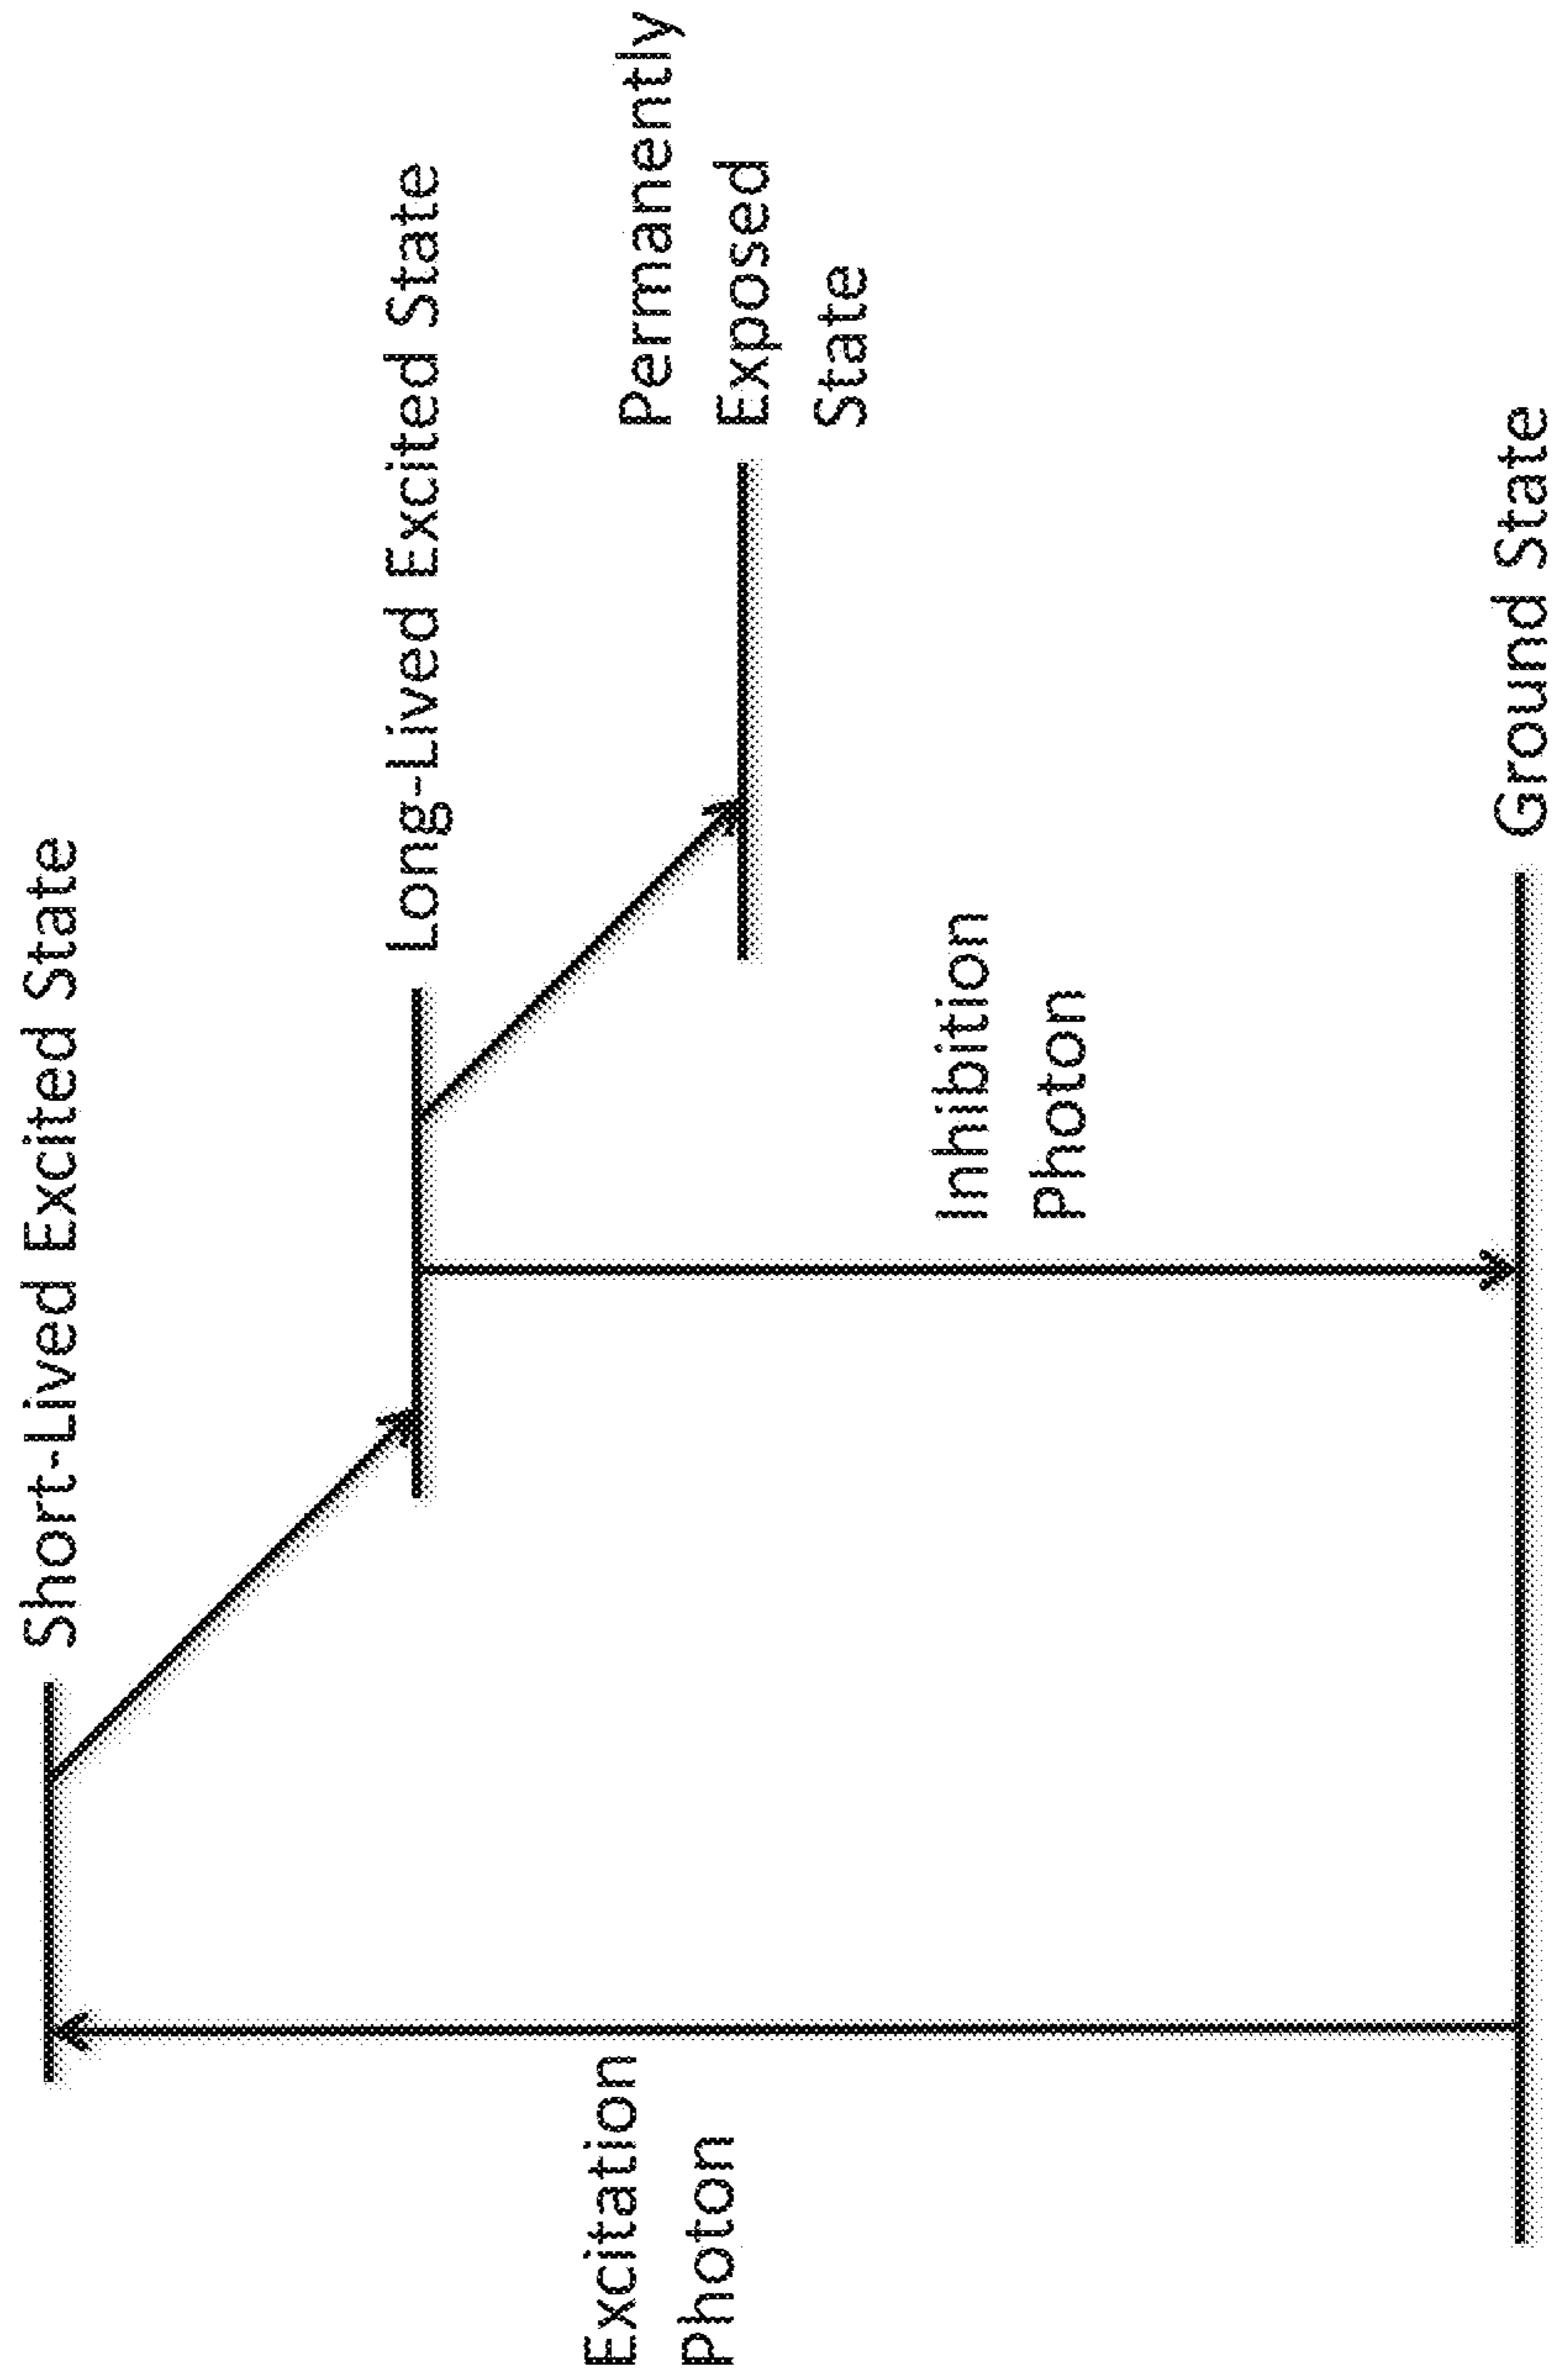 Short-Lived Excited State
Long-Lived Excited State
Permanently
Exposed
State
Excitation
Photon
Inhibition
Photon
Ground State